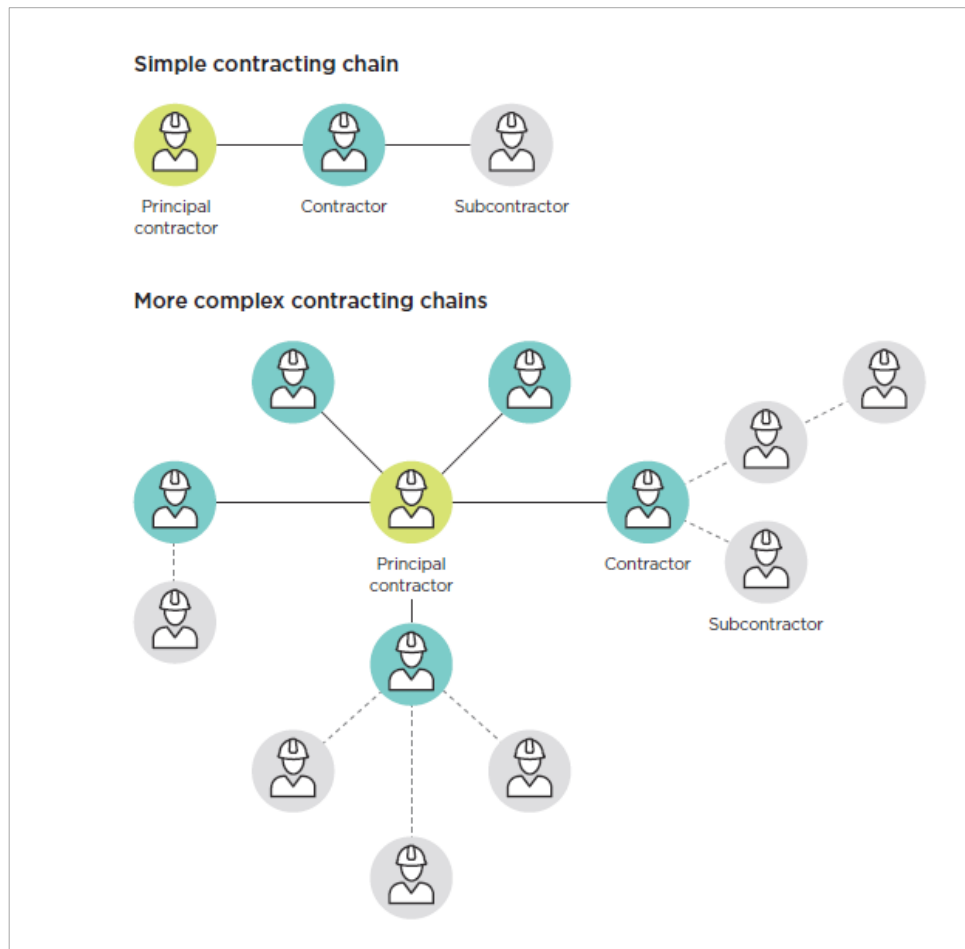 Simple contracting chain
Principal
contractor
Contractor
Subcontractor
More complex contracting chains
Principal
contractor
Contractor
Subcontractor